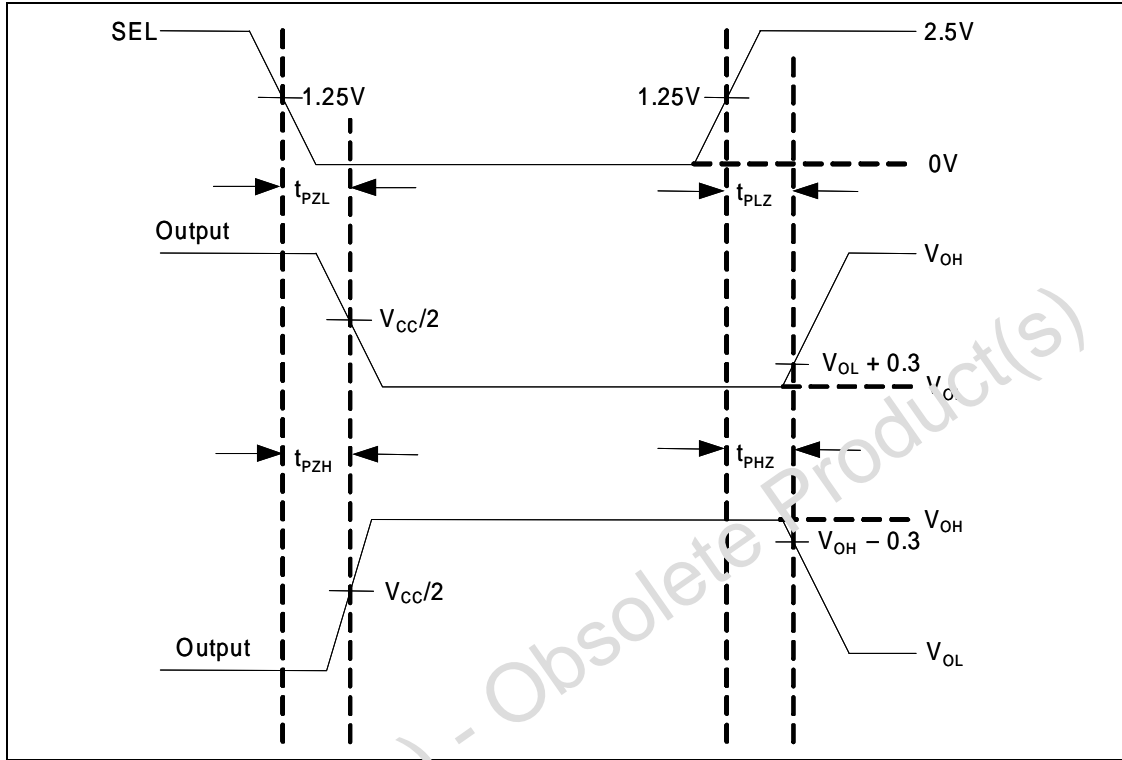 SEL
2.5V
1.25V
1.25V
0V
tPZL
tPLZ
Output
VOH
VCC/2
VOL + 0.3
tPZH
tPHZ
VOH
VOH – 0.3
VCC/2
Output
VOL
) - Obsolete Product(s)